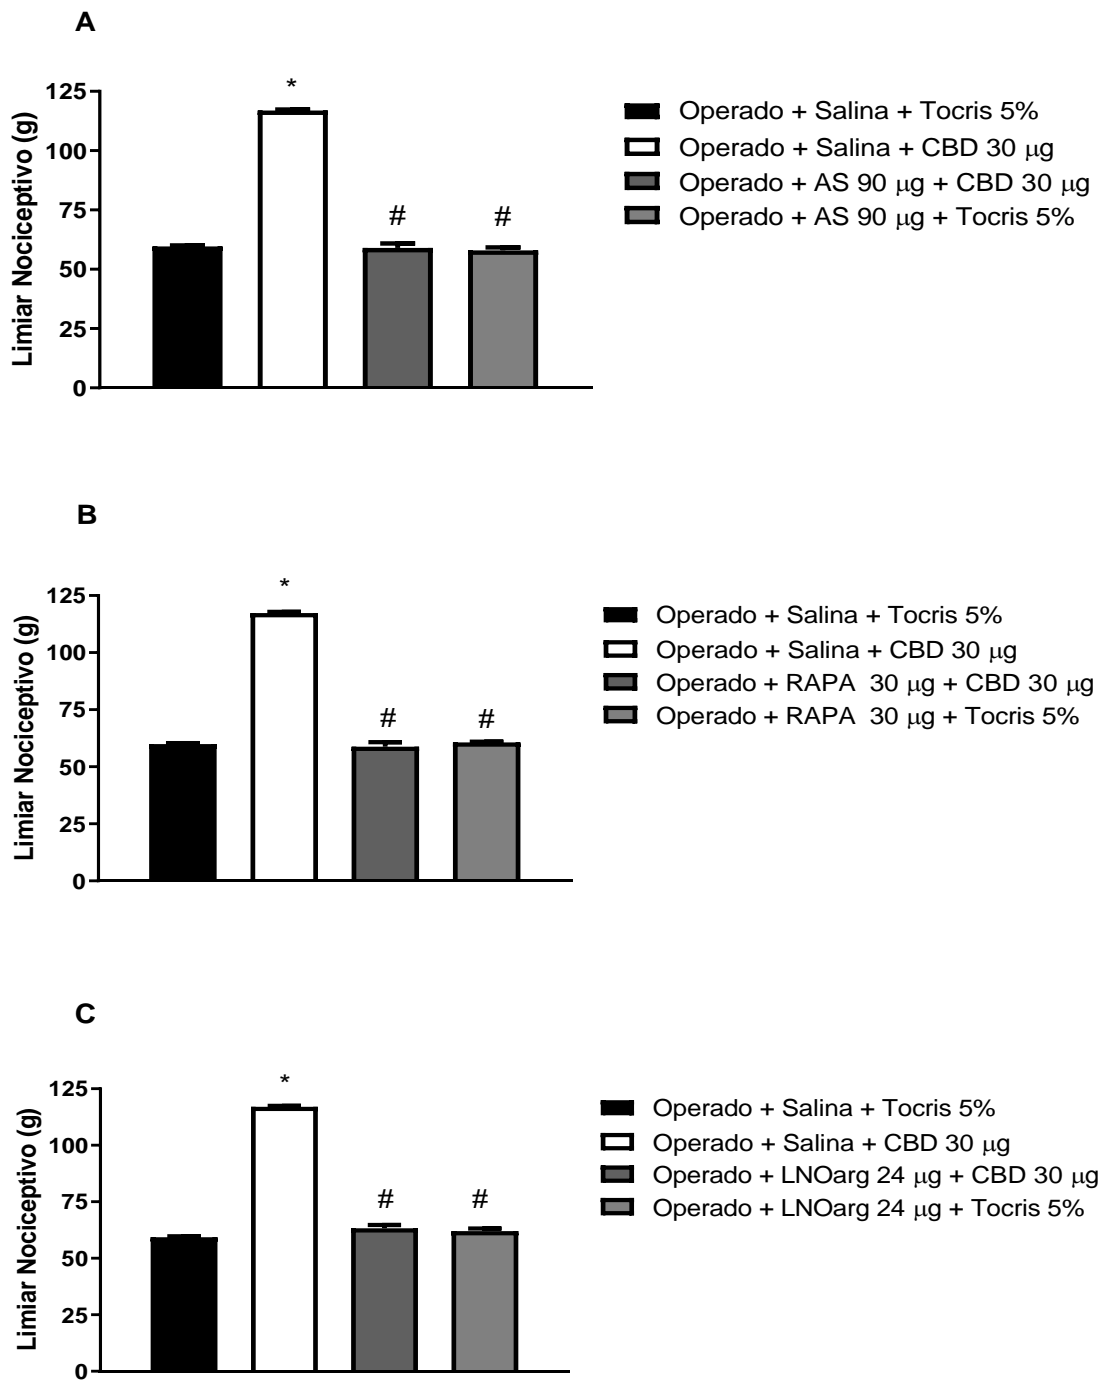 A
*
# #
125
100
75
50
25
0
Limiar Nociceptivo (g)
Operado + Salina + Tocris 5%
Operado + Salina + CBD 30 μg
Operado + AS 90 μg + CBD 30 μg
Operado + AS 90 μg + Tocris 5%
B
*
# #
125
100
75
50
25
0
Limiar Nociceptivo (g)
Operado + Salina + Tocris 5%
Operado + Salina + CBD 30 μg
Operado + RAPA 30 μg + CBD 30 μg
Operado + RAPA 30 μg + Tocris 5%
C
*
# #
125
100
75
50
25
0
Limiar Nociceptivo (g)
Operado + Salina + Tocris 5%
Operado + Salina + CBD 30 μg
Operado + LNOarg 24 μg + CBD 30 μg
Operado + LNOarg 24 μg + Tocris 5%